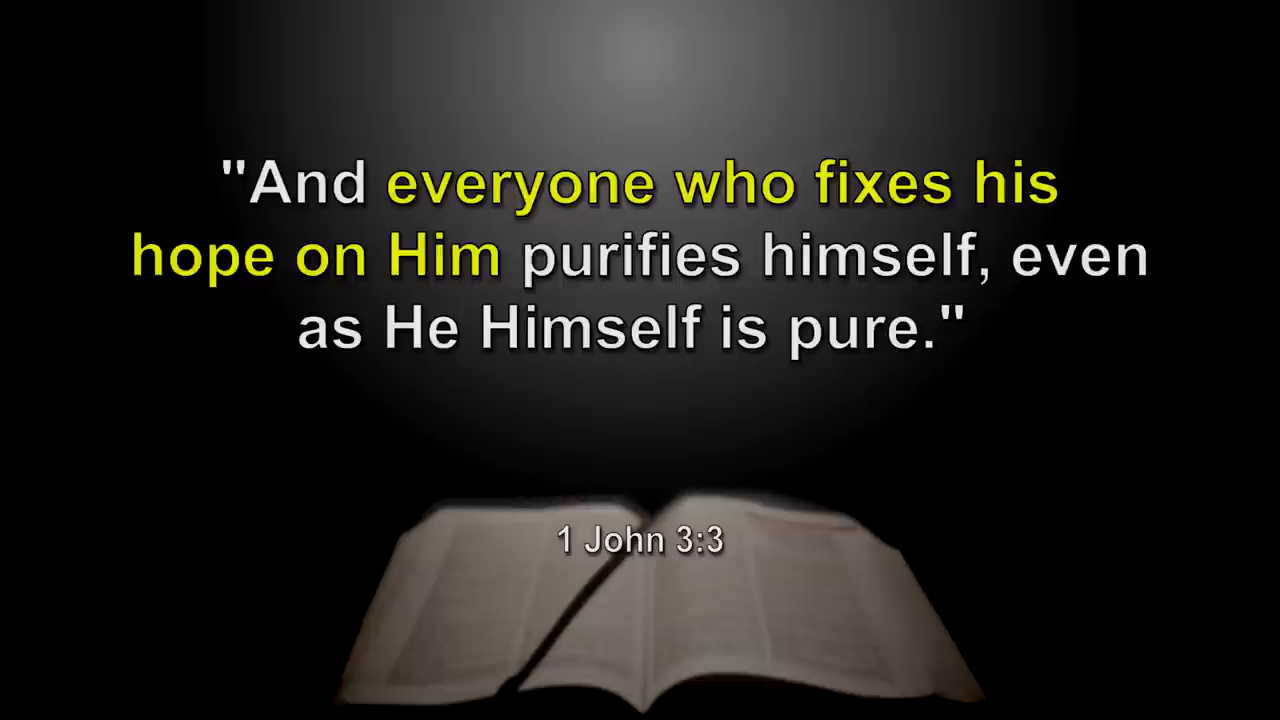 "And everyone who fixes his
hope on Him purifies himself, even
as He Himself is pure."
1 John 3:3